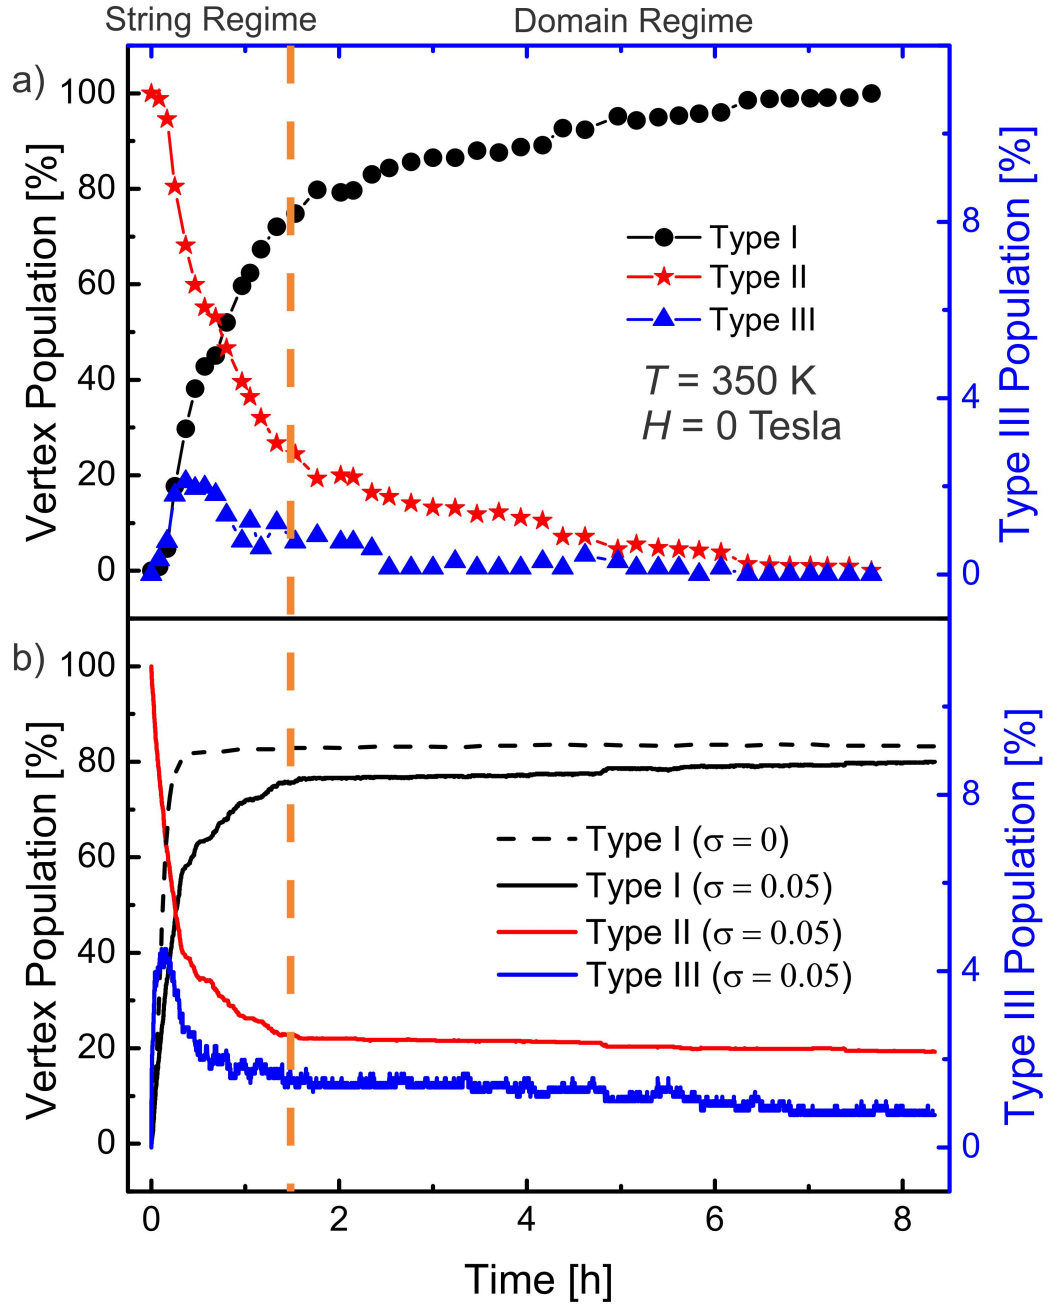 String Regime
Domain Regime
a)
100
80
60
40
20
0
Vertex Population [%]
8
4
0
Type III Population [%]
Type I
Type II
Type III
T = 350 K
H = 0 Tesla
b)
100
80
60
40
20
0
Vertex Population [%]
8
4
0
Type III Population [%]
Type I (σ = 0)
Type I (σ = 0.05)
Type II (σ = 0.05)
Type III (σ = 0.05)
0 2 4 6 8
Time [h]